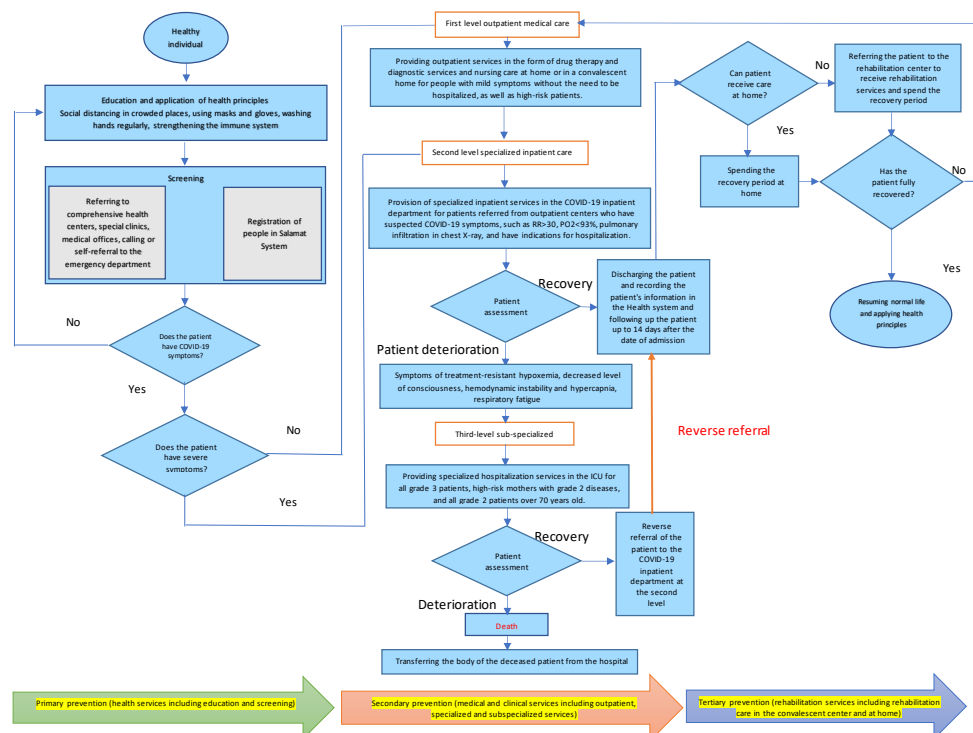 Healthy
individual
Education and application of health principles
Social distancing in crowded places, using masks and gloves, washing
hands regularly, strengthening the immune system
Screening
Referring to
comprehensive health
centers, special clinics,
medical offices, calling or
self-referral to the
emergency department
Registration of
people in Salamat
System
No
Does the patient
have COVID-19
symptoms?
Yes
No
Does the patient
have severe
symptoms?
Yes
First level outpatient medical care
Providing outpatient services in the form of drug therapy and
diagnostic services and nursing care at home or in a convalescent
home for people with mild symptoms without the need to be
hospitalized, as well as high-risk patients.
Second level specialized inpatient care
Provision of specialized inpatient services in the COVID-19 inpatient
department for patients referred from outpatient centers who have
suspected COVID-19 symptoms, such as RR>30, PO2<93%, pulmonary
infiltration in chest X-ray, and have indications for hospitalization.
Recovery
Patient
assessment
Discharging the patient
and recording the
patient's information in
the Health system and
following up the patient
up to 14 days after the
date of admission
Patient deterioration
Symptoms of treatment-resistant hypoxemia, decreased level of
consciousness, hemodynamic instability and hypercapnia,
respiratory fatigue
Third-level sub-specialized
Reverse referral
Providing specialized hospitalization services in the ICU for
all grade 3 patients, high-risk mothers with grade 2 diseases,
and all grade 2 patients over 70 years old.
Recovery
Patient
assessment
Reverse
referral of the
patient to the
COVID-19
inpatient
department at
the second
level
Deterioration
Death
Transferring the body of the deceased patient from the hospital
Can patient
receive care
at home?
No
Referring the patient to the
rehabilitation center to
receive rehabilitation
services and spend the
recovery period
Yes
Spending the
recovery period at
home
Has the
patient fully
recovered?
No
Yes
Resuming normal life
and applying health
principles
Primary prevention (health services including education and screening)
Secondary prevention (medical and clinical services including outpatient,
specialized and subspecialized services)
Tertiary prevention (rehabilitation services including rehabilitation
care in the convalescent center and at home)